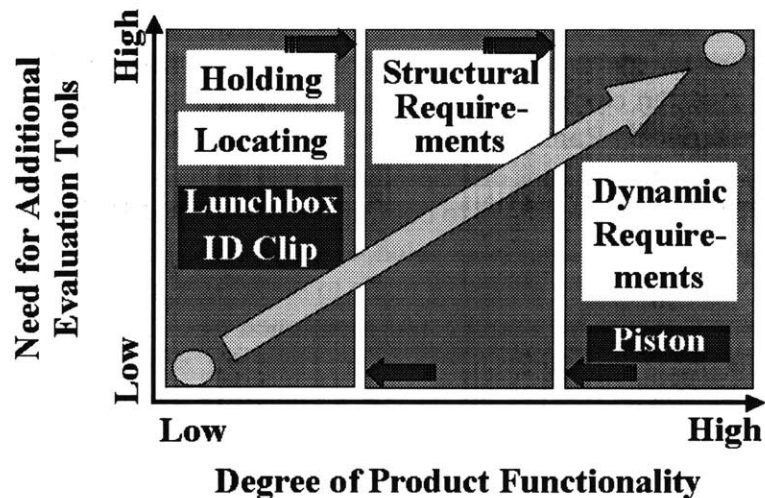 Need for Additional
Evaluation Tools
High
Low
Holding
Locating
Lunchbox
ID Clip
Structural
Require-
ments
Dynamic
Require-
ments
Piston
Low
High
Degree of Product Functionality